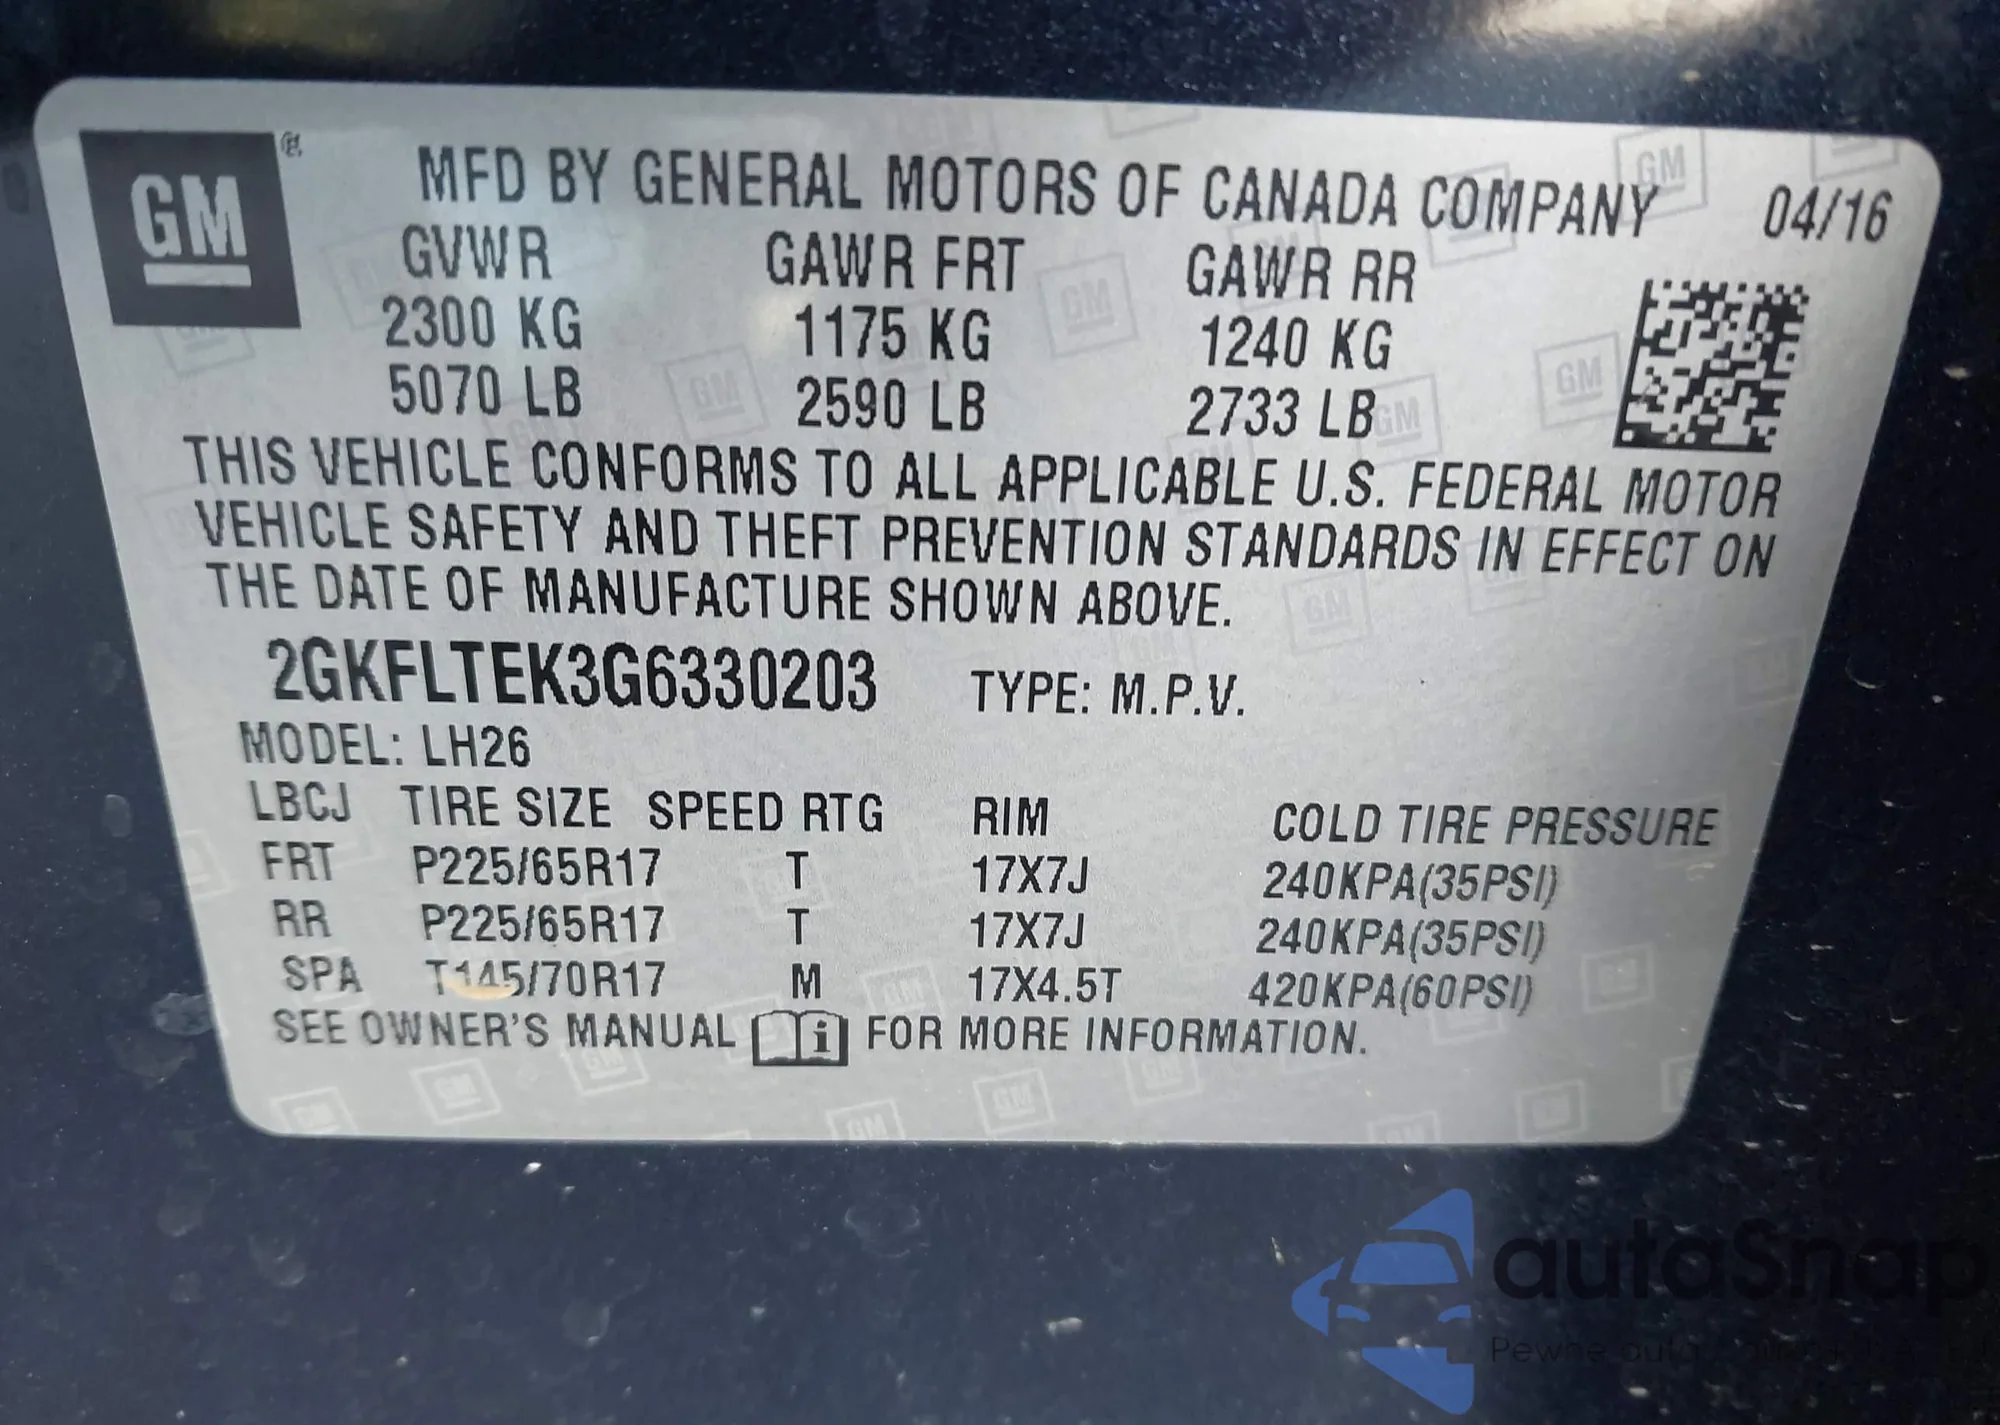 GM ®
MFD BY GENERAL MOTORS OF CANADA COMPANY 04/16
GVWR GAWR FRT GAWR RR
2300 KG 1175 KG 1240 KG
5070 LB 2590 LB 2733 LB
THIS VEHICLE CONFORMS TO ALL APPLICABLE U.S. FEDERAL MOTOR
VEHICLE SAFETY AND THEFT PREVENTION STANDARDS IN EFFECT ON
THE DATE OF MANUFACTURE SHOWN ABOVE.
2GKFLTEK3G6330203 TYPE: M.P.V.
MODEL: LH26
LBCJ TIRE SIZE SPEED RTG RIM COLD TIRE PRESSURE
FRT P225/65R17 T 17X7J 240KPA(35PSI)
RR P225/65R17 T 17X7J 240KPA(35PSI)
SPA T145/70R17 M 17X4.5T 420KPA(60PSI)
SEE OWNER'S MANUAL i FOR MORE INFORMATION.
autaSnap
Pewne auta